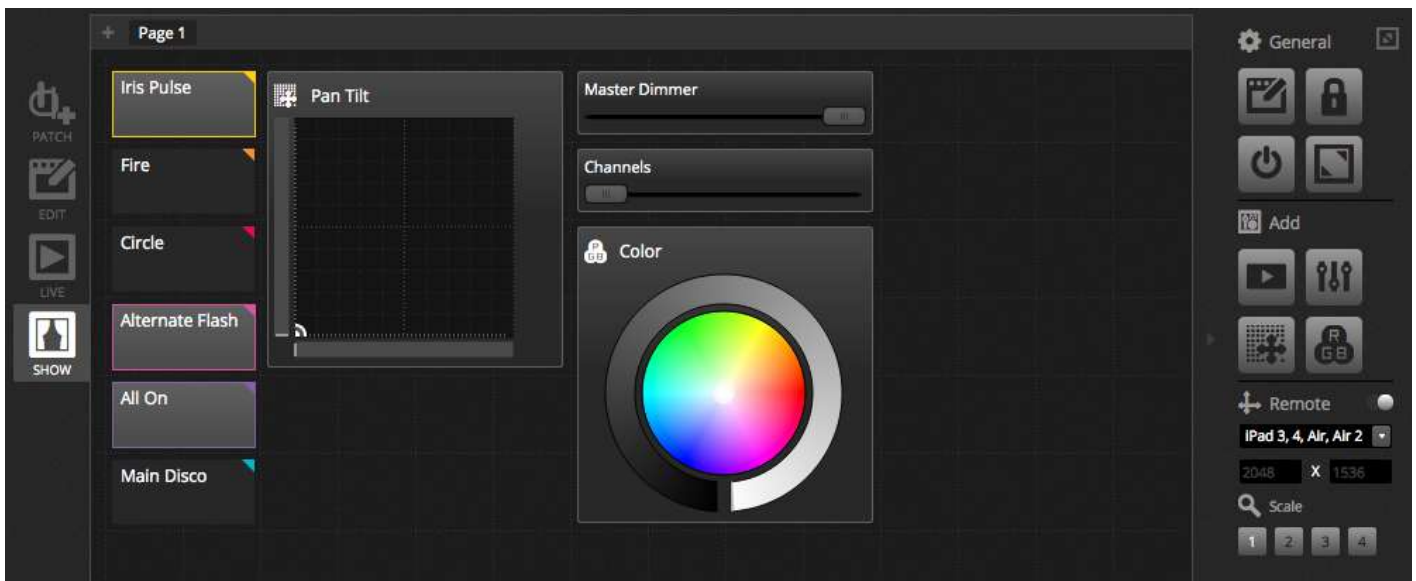 + Page 1
PATCH
EDIT
LIVE
SHOW
Iris Pulse
Fire
Circle
Alternate Flash
All On
Main Disco
Pan Tilt
Master Dimmer
Channels
RGB Color
General
Add
RGB
Remote
iPad 3, 4, Air, Air 2
2048 X 1536
Scale
1 2 3 4